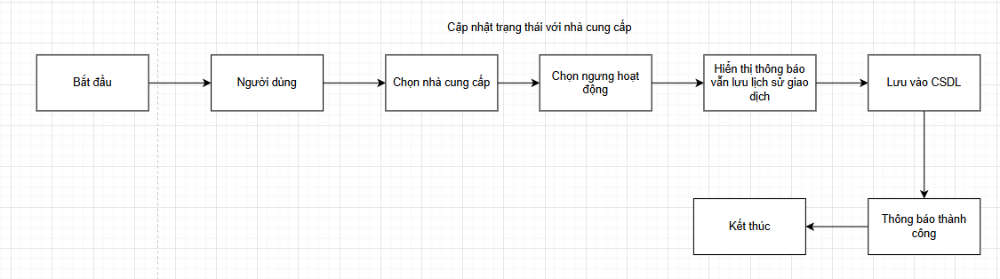 Cập nhật trạng thái với nhà cung cấp
Bắt đầu
Người dùng
Chọn nhà cung cấp
Chọn ngưng hoạt
động
Hiển thị thông báo
vẫn lưu lịch sử giao
dịch
Lưu vào CSDL
Thông báo thành
công
Kết thúc